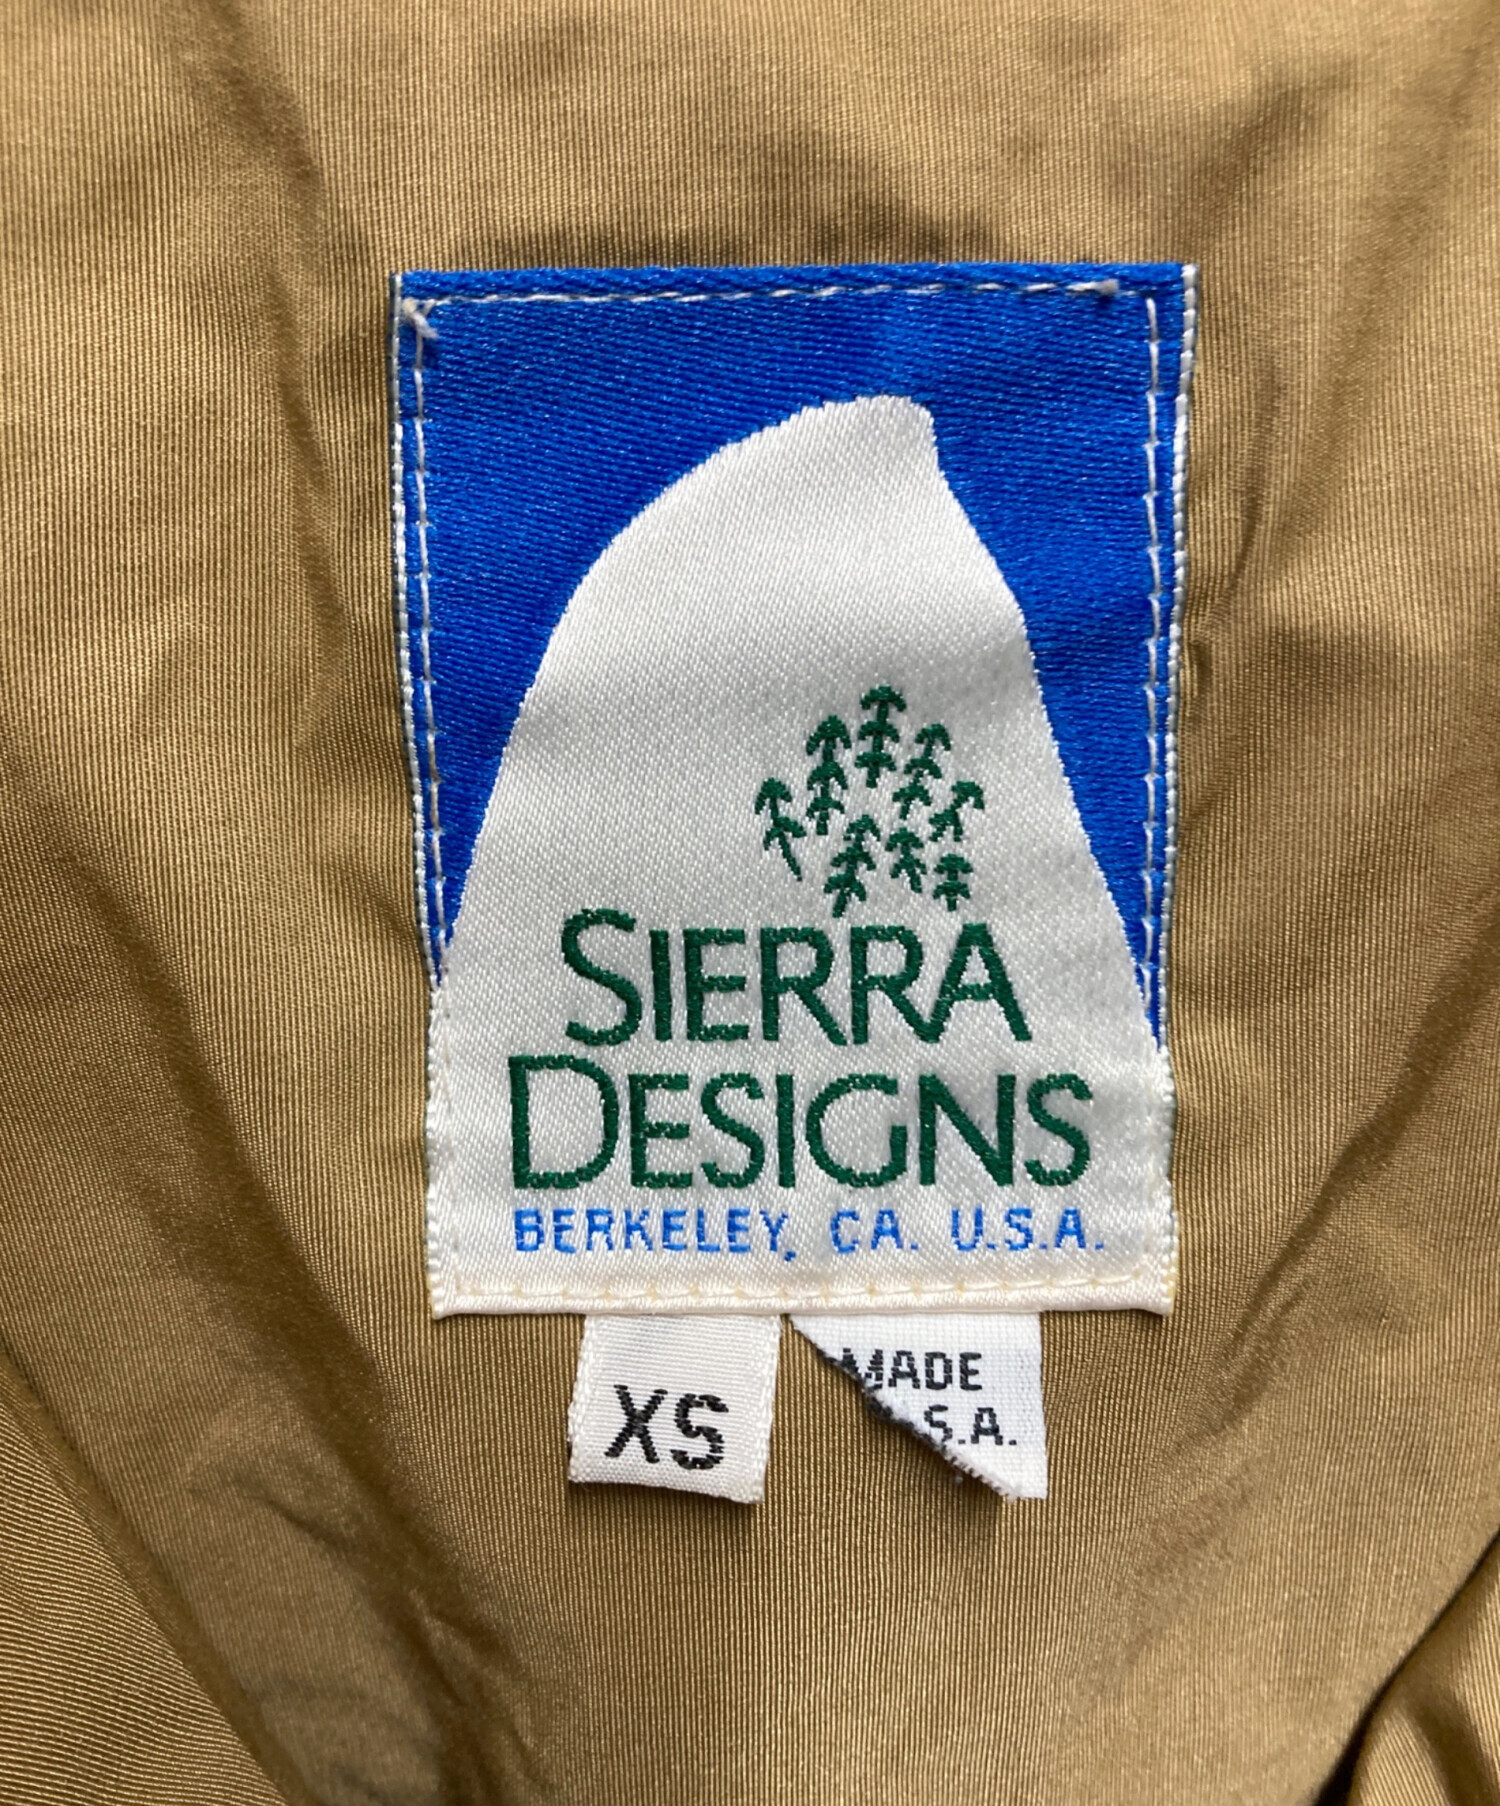 SIERRA
DESIGNS
BERKELEY, CA. U.S.A.
XS
MADE
S.A.